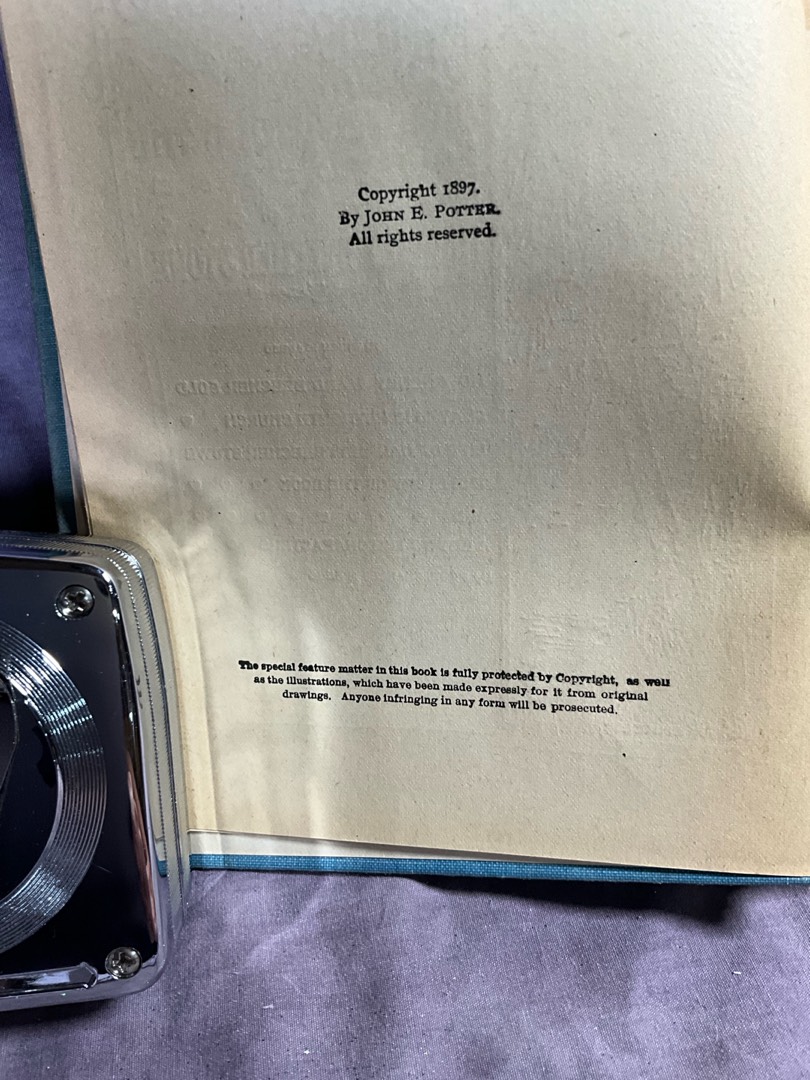 Copyright 1897.
By JOHN E. POTTER.
All rights reserved.
The special feature matter in this book is fully protected by Copyright, as well
as the illustrations, which have been made expressly for it from original
drawings. Anyone infringing in any form will be prosecuted.